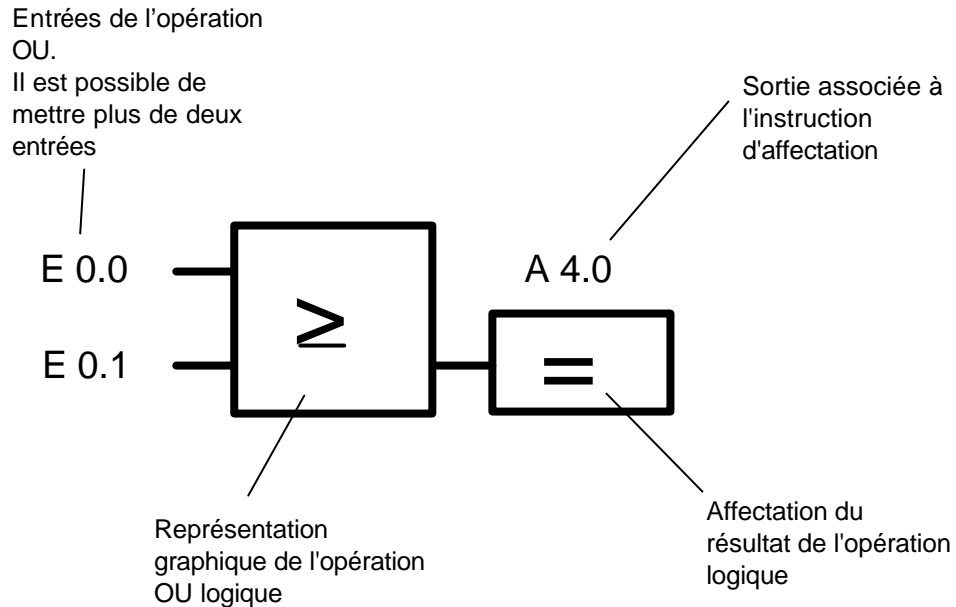 Entrées de l'opération
OU.
Il est possible de
mettre plus de deux
entrées
Sortie associée à
l'instruction
d'affectation
E 0.0
A 4.0
≥
E 0.1
=
Représentation
graphique de l'opération
OU logique
Affectation du
résultat de l'opération
logique